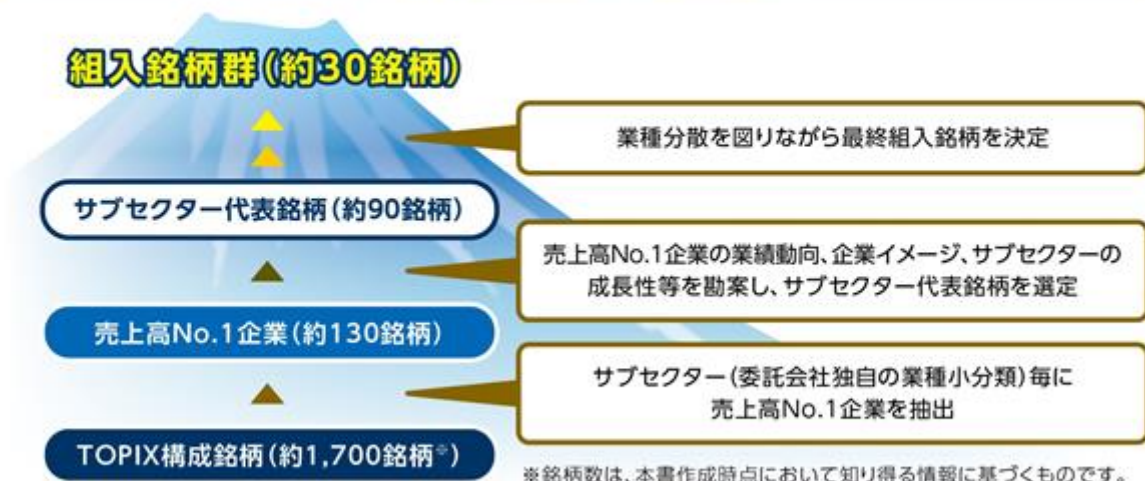 組入銘柄群(約30銘柄)
業種分散を図りながら最終組入銘柄を決定
サブセクター代表銘柄(約90銘柄)
売上高No.1企業の業績動向、企業イメージ、サブセクターの
成長性等を勘案し、サブセクター代表銘柄を選定
売上高No.1企業(約130銘柄)
サブセクター(委託会社独自の業種小分類)毎に
売上高No.1企業を抽出
TOPIX構成銘柄(約1,700銘柄※)
※銘柄数は、本書作成時点において知り得る情報に基づくものです。